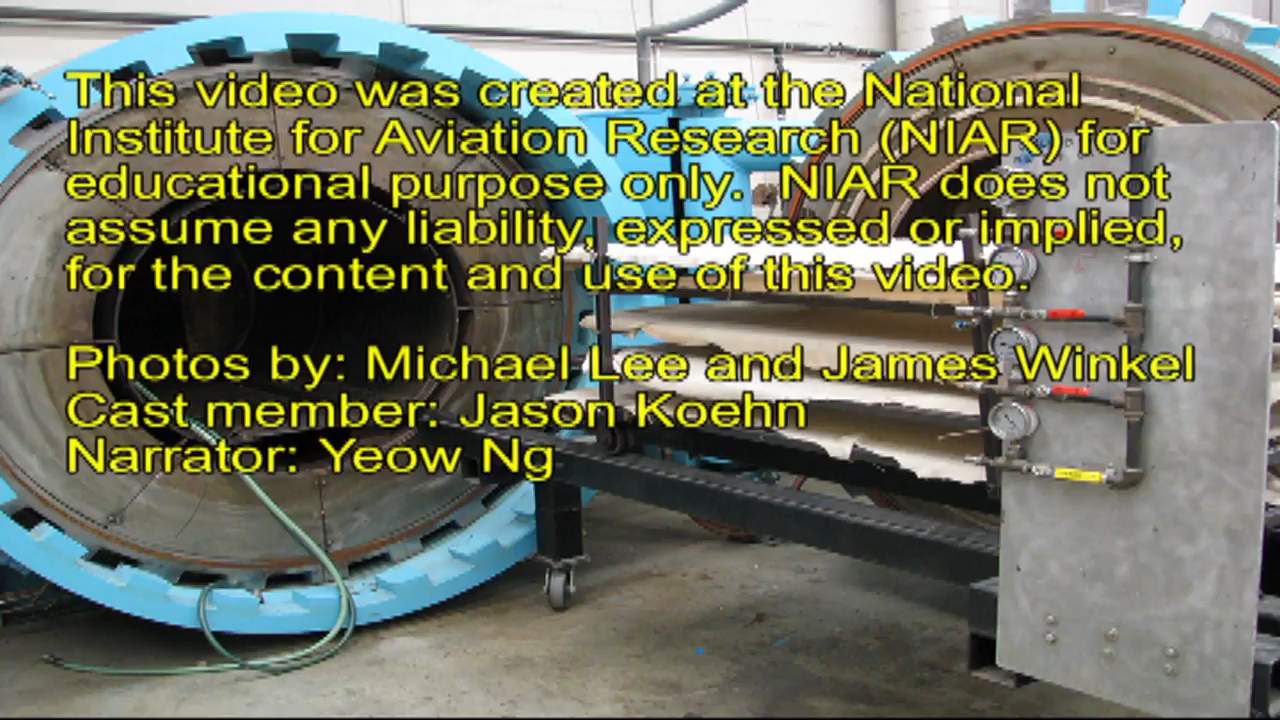 This video was created at the National
Institute for Aviation Research (NIAR) for
educational purpose only. NIAR does not
assume any liability, expressed or implied,
for the content and use of this video.
Photos by: Michael Lee and James Winkel
Cast member: Jason Koehn
Narrator: Yeow Ng